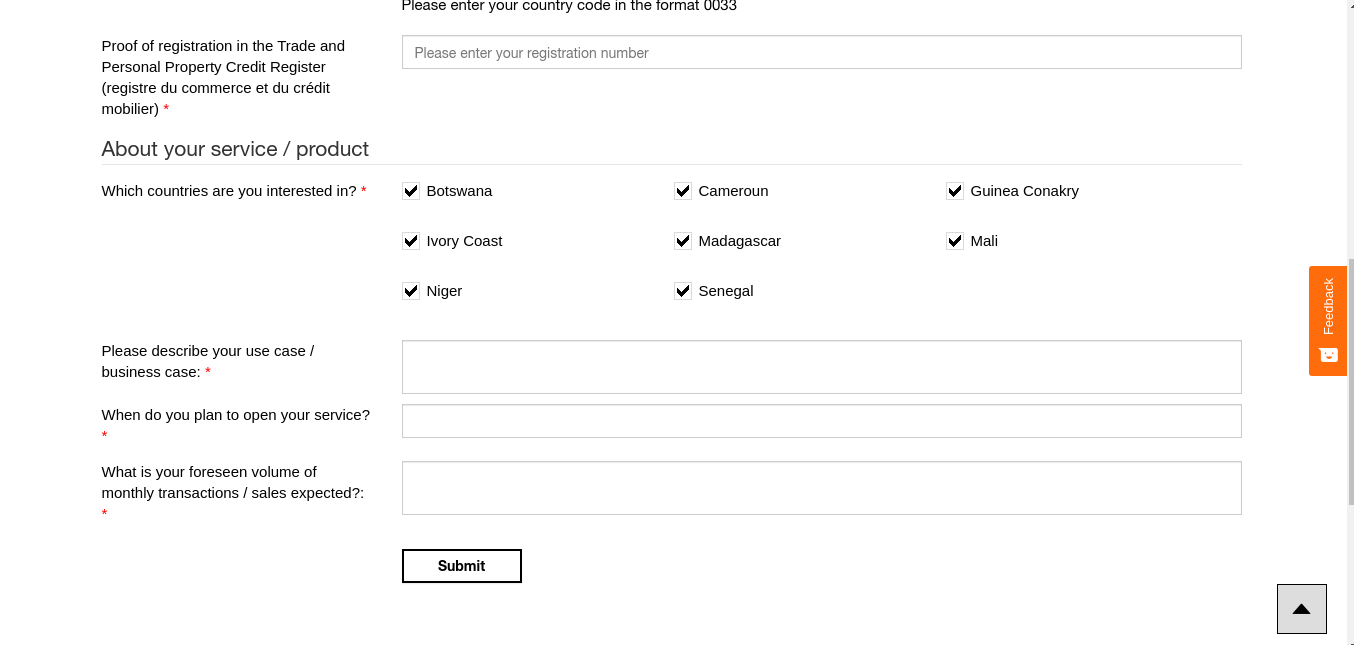 Please enter your country code in the format 0033
Proof of registration in the Trade and
Personal Property Credit Register
(registre du commerce et du crédit
mobilier) *
Please enter your registration number
About your service / product
Which countries are you interested in? *
Botswana
Cameroun
Guinea Conakry
Ivory Coast
Madagascar
Mali
Niger
Senegal
Please describe your use case /
business case: *
When do you plan to open your service?
*
What is your foreseen volume of
monthly transactions / sales expected?:
*
Submit
Feedback